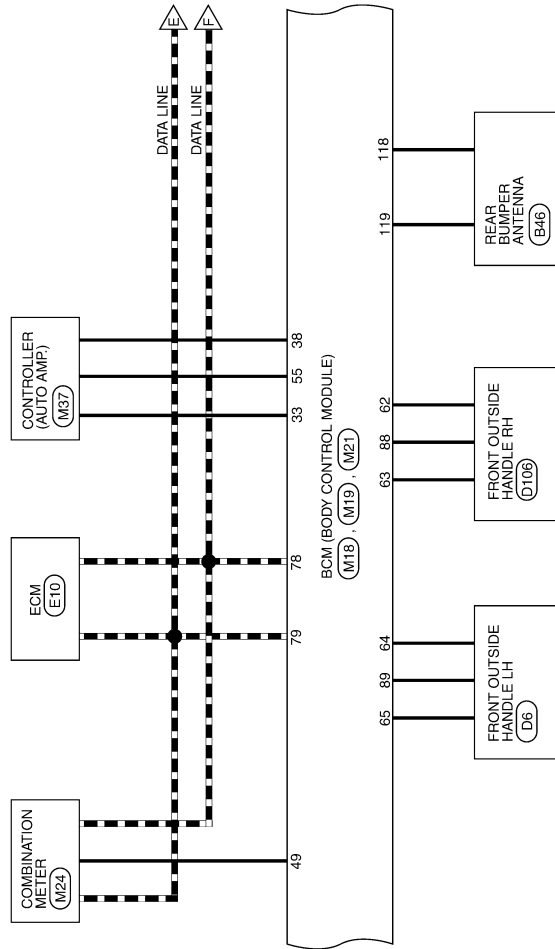 COMBINATION
METER
M24
ECM
E10
CONTROLLER
(AUTO AMP.)
M37
DATA LINE
E
DATA LINE
F
49
79
78
33
55
38
BCM (BODY CONTROL MODULE)
M18 , M19 , M21
65
89
64
63
88
62
119
118
FRONT OUTSIDE
HANDLE LH
D6
FRONT OUTSIDE
HANDLE RH
D106
REAR
BUMPER
ANTENNA
B46